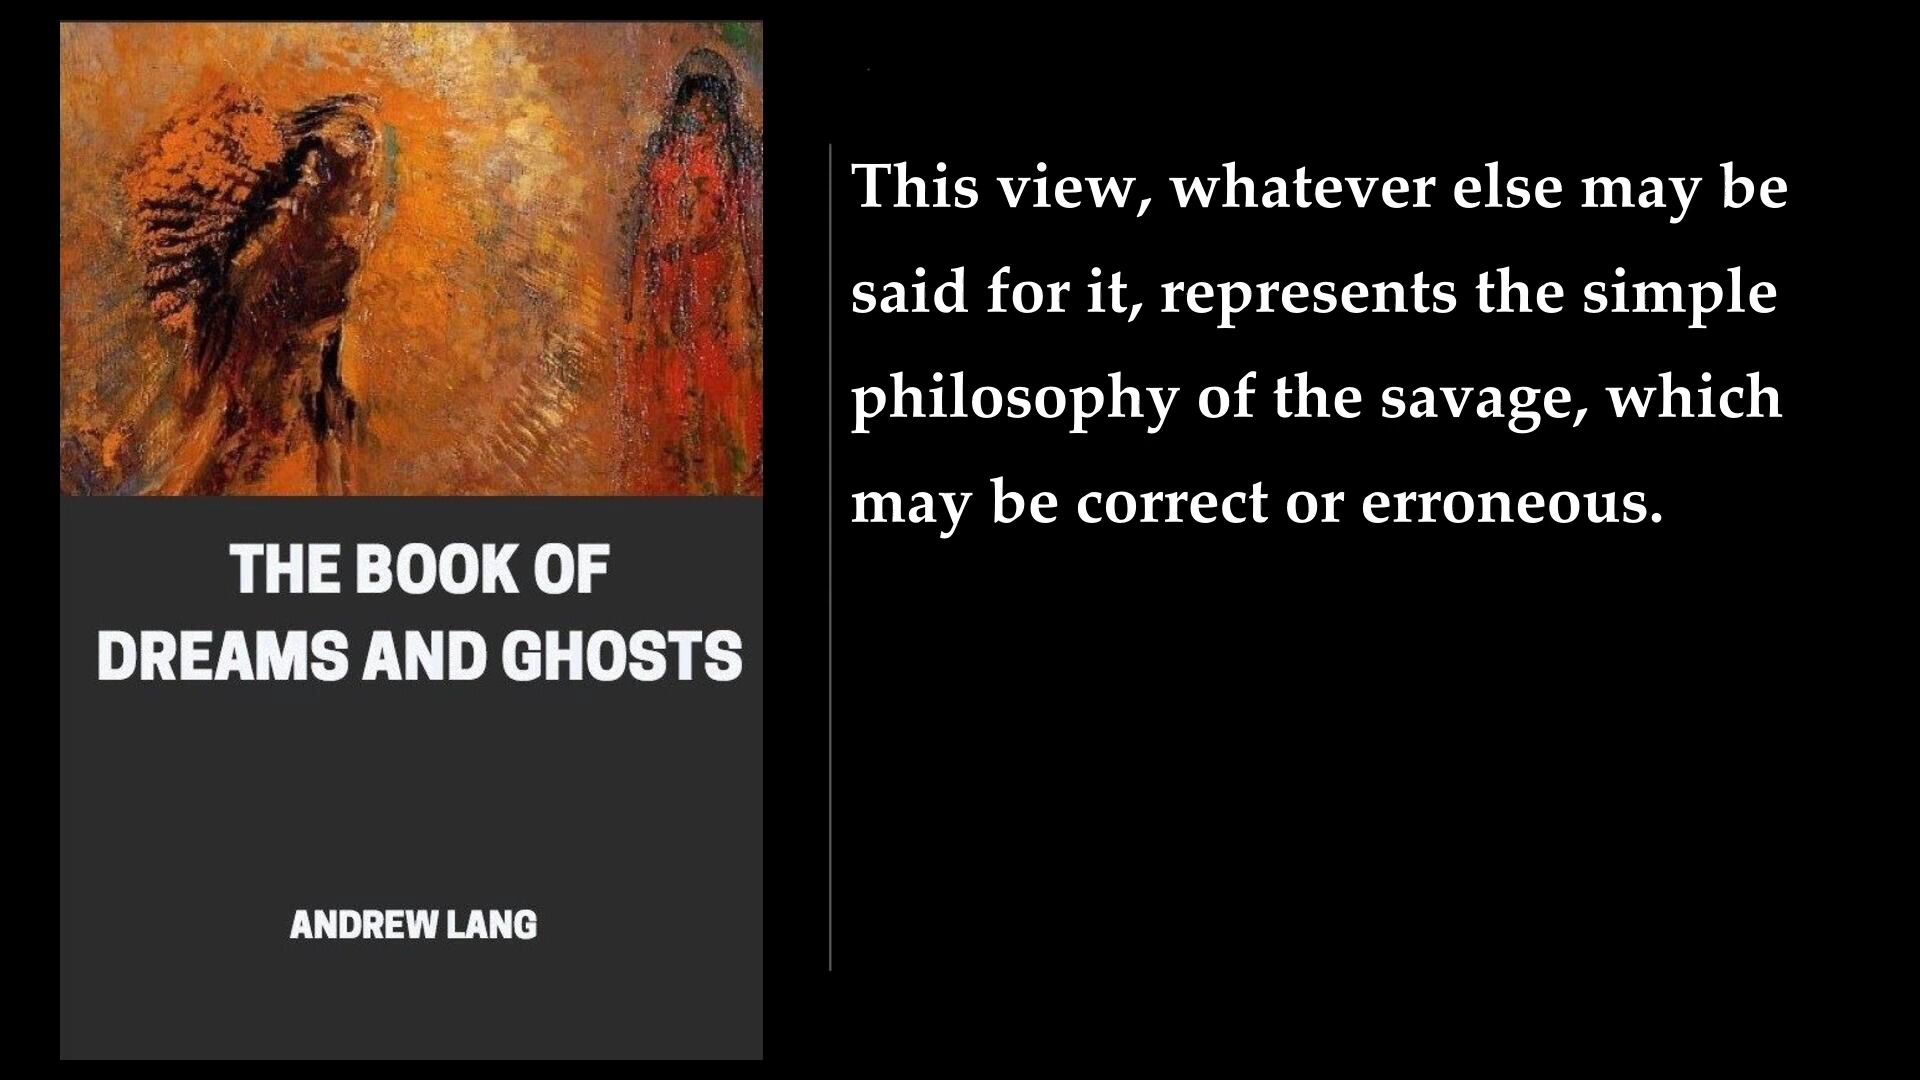 THE BOOK OF
DREAMS AND GHOSTS
ANDREW LANG
This view, whatever else may be
said for it, represents the simple
philosophy of the savage, which
may be correct or erroneous.